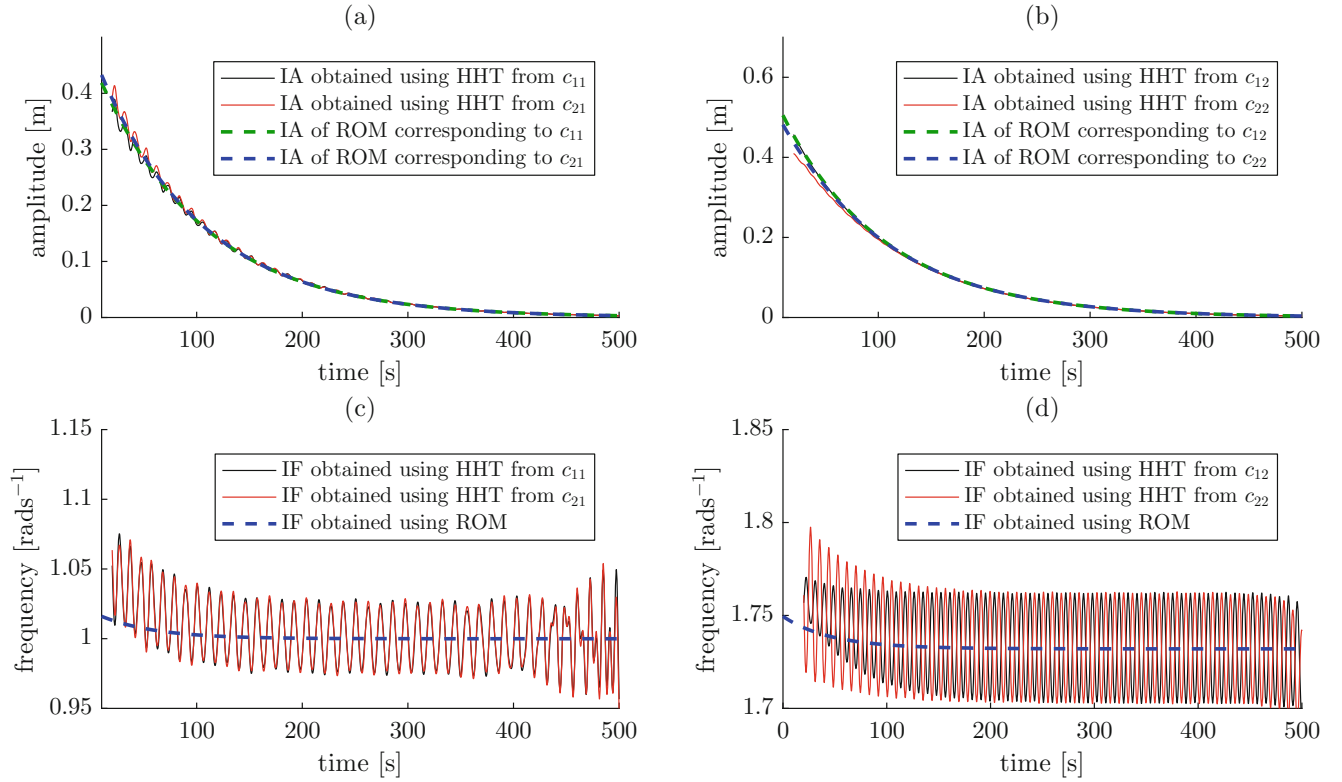 (a)
IA obtained using HHT from c₁₁
IA obtained using HHT from c₂₁
IA of ROM corresponding to c₁₁
IA of ROM corresponding to c₂₁
amplitude [m]
0.4
0.3
0.2
0.1
0
100 200 300 400 500
time [s]
(b)
IA obtained using HHT from c₁₂
IA obtained using HHT from c₂₂
IA of ROM corresponding to c₁₂
IA of ROM corresponding to c₂₂
amplitude [m]
0.6
0.4
0.2
0
100 200 300 400 500
time [s]
(c)
IF obtained using HHT from c₁₁
IF obtained using HHT from c₂₁
IF obtained using ROM
frequency [rads⁻¹]
1.15
1.1
1.05
1
0.95
100 200 300 400 500
time [s]
(d)
IF obtained using HHT from c₁₂
IF obtained using HHT from c₂₂
IF obtained using ROM
frequency [rads⁻¹]
1.85
1.8
1.75
1.7
0 100 200 300 400 500
time [s]